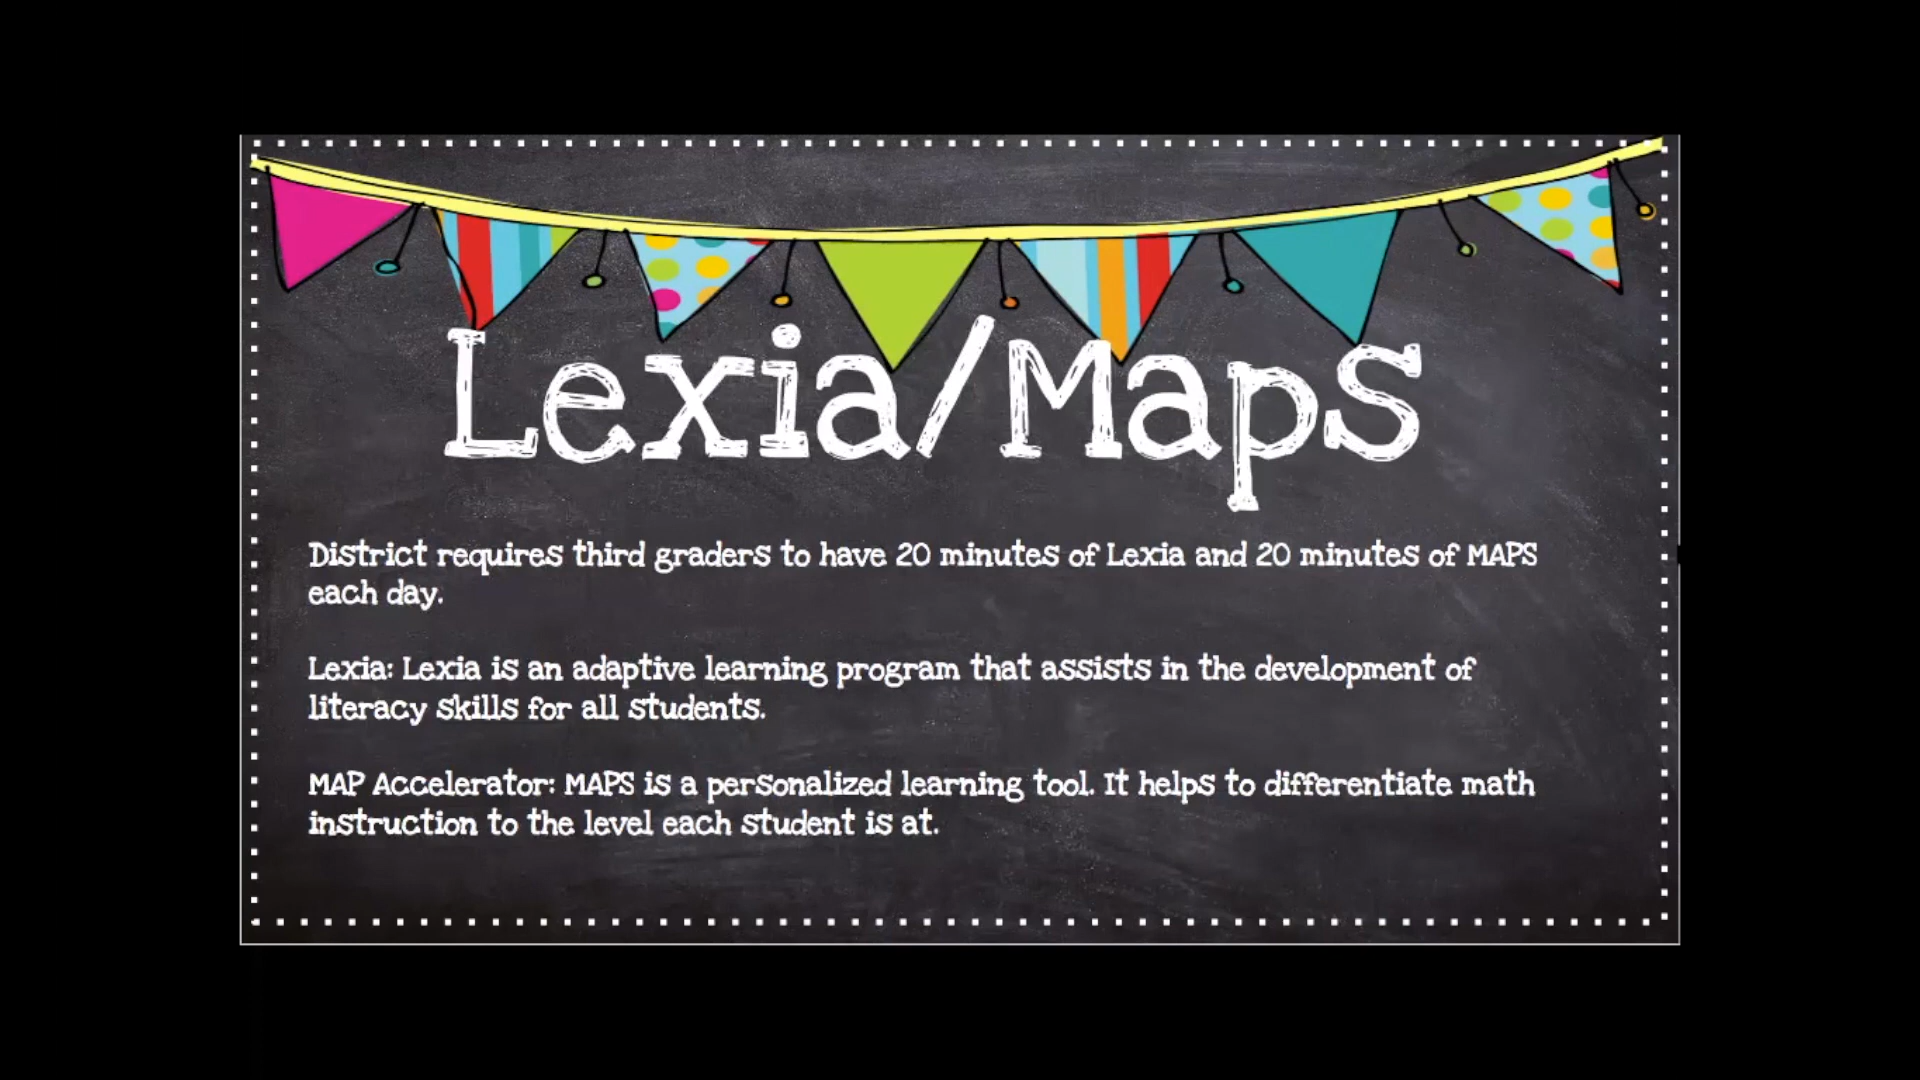 Lexia/Maps
District requires third graders to have 20 minutes of Lexia and 20 minutes of MAPS
each day.
Lexia: Lexia is an adaptive learning program that assists in the development of
literacy skills for all students.
MAP Accelerator: MAPS is a personalized learning tool. It helps to differentiate math
instruction to the level each student is at.